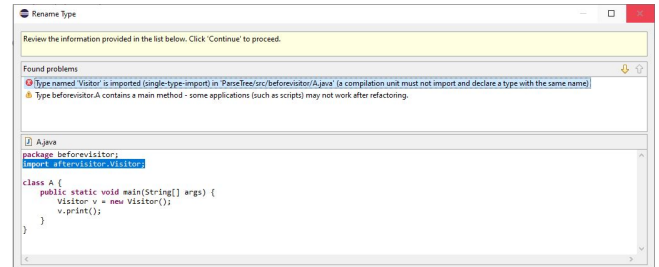 Rename Type
Review the information provided in the list below. Click 'Continue' to proceed.
Found problems
Type named 'Visitor' is imported (single-type-import) in 'ParseTree/src/beforevisitor/A.java' (a compilation unit must not import and declare a type with the same name)
Type beforevisitor.A contains a main method - some applications (such as scripts) may not work after refactoring.
A.java
package beforevisitor;
import aftervisitor.Visitor;
class A {
public static void main(String[] args) {
Visitor v = new Visitor();
v.print();
}
}